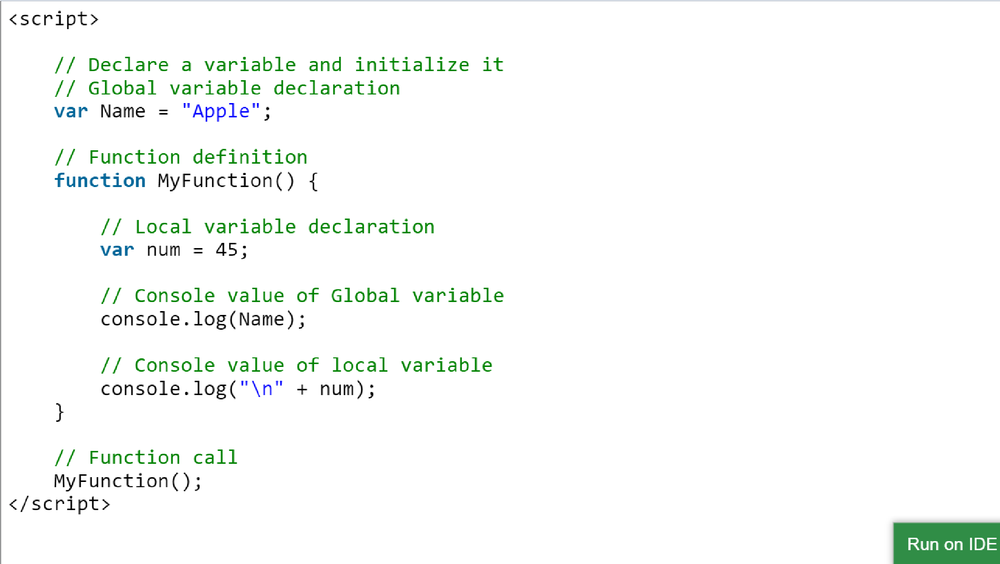 <script>
// Declare a variable and initialize it
// Global variable declaration
var Name = "Apple";
// Function definition
function MyFunction() {
// Local variable declaration
var num = 45;
// Console value of Global variable
console.log(Name);
// Console value of local variable
console.log("\n" + num);
}
// Function call
MyFunction();
</script>
Run on IDE